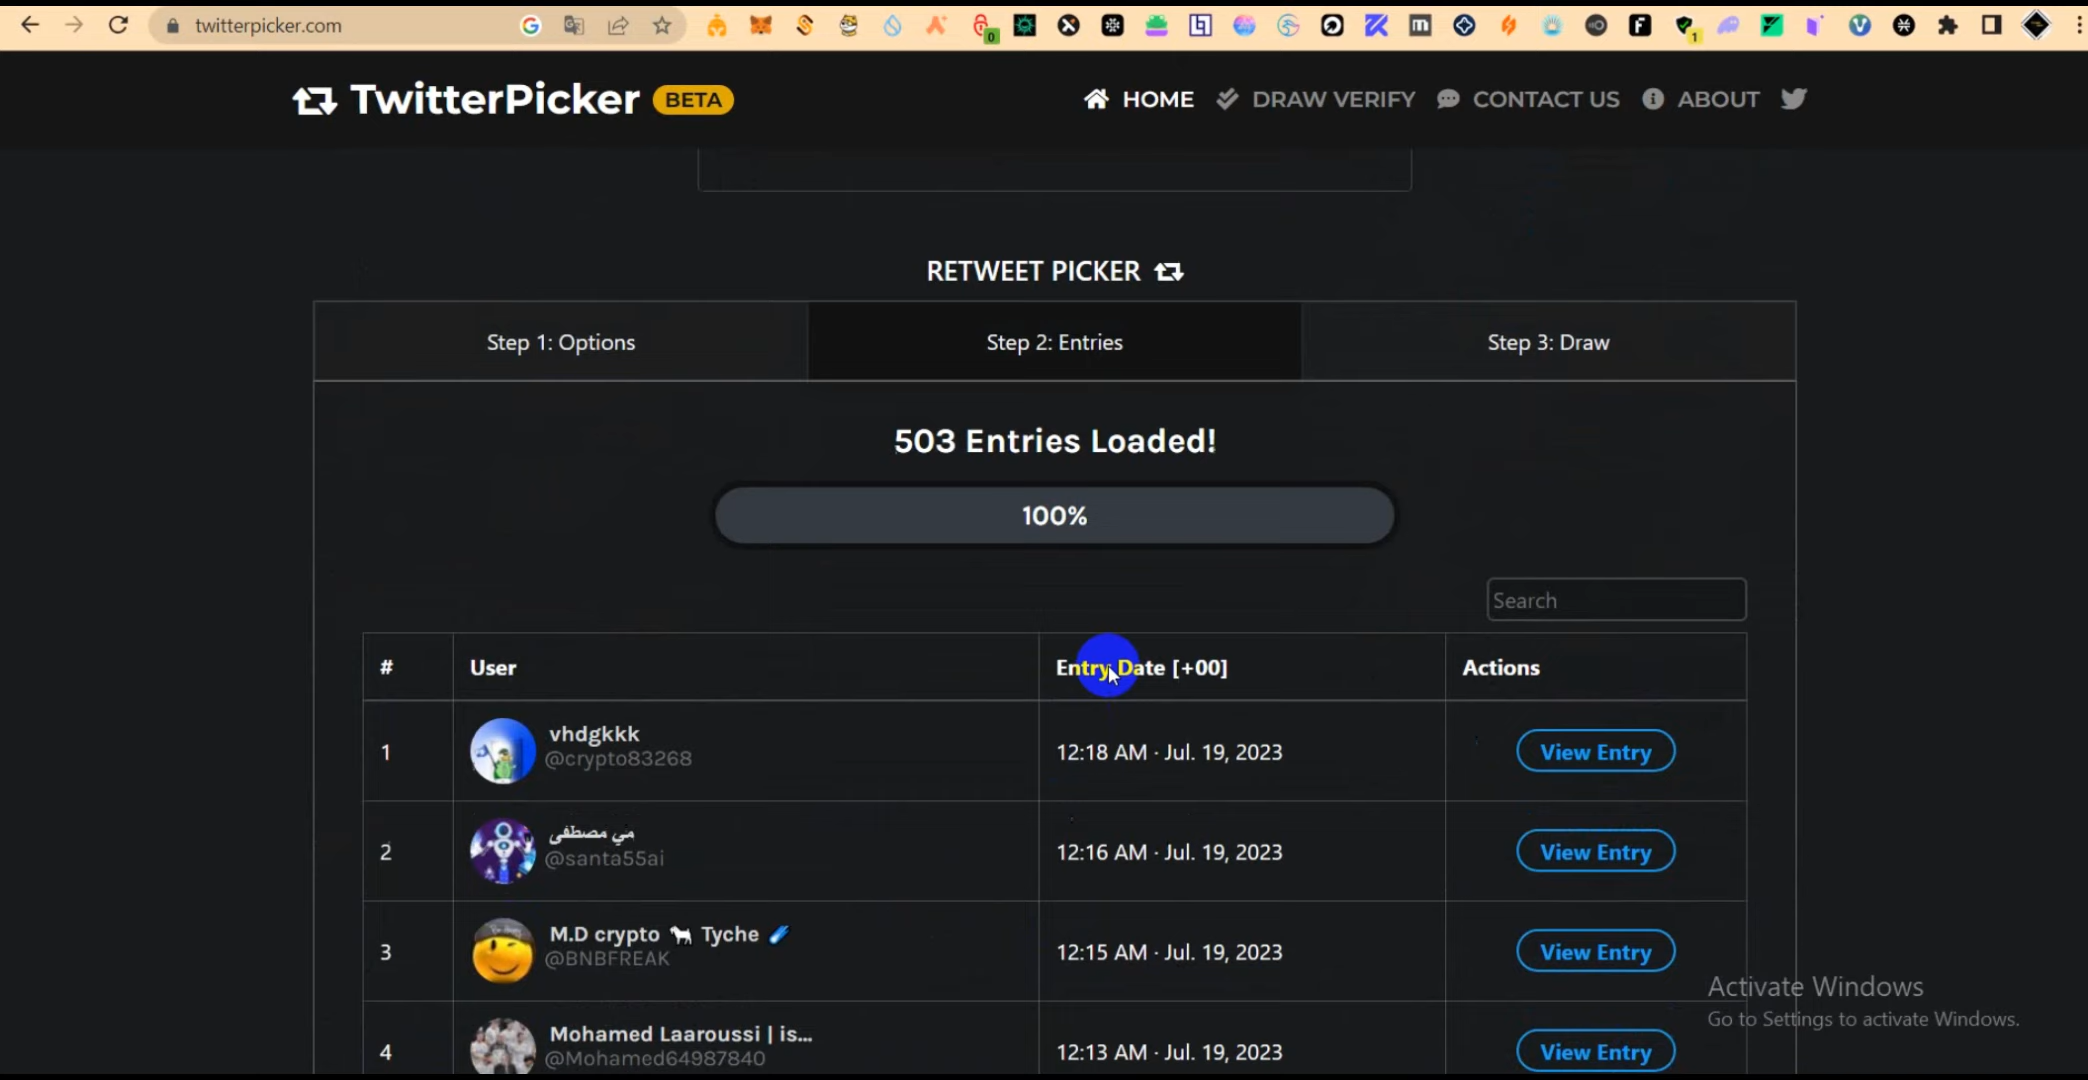 twitterpicker.com
TwitterPicker BETA
HOME DRAW VERIFY CONTACT US ABOUT
RETWEET PICKER
Step 1: Options Step 2: Entries Step 3: Draw
503 Entries Loaded!
100%
Search
# User Entry Date [+00] Actions
1 vhdgkkk @crypto83268 12:18 AM · Jul. 19, 2023 View Entry
2 مي مصطفى @santa55ai 12:16 AM · Jul. 19, 2023 View Entry
3 M.D crypto 🐕 Tyche ☄️ @BNBFREAK 12:15 AM · Jul. 19, 2023 View Entry
4 Mohamed Laaroussi | is... @Mohamed64987840 12:13 AM · Jul. 19, 2023 View Entry
Activate Windows
Go to Settings to activate Windows.